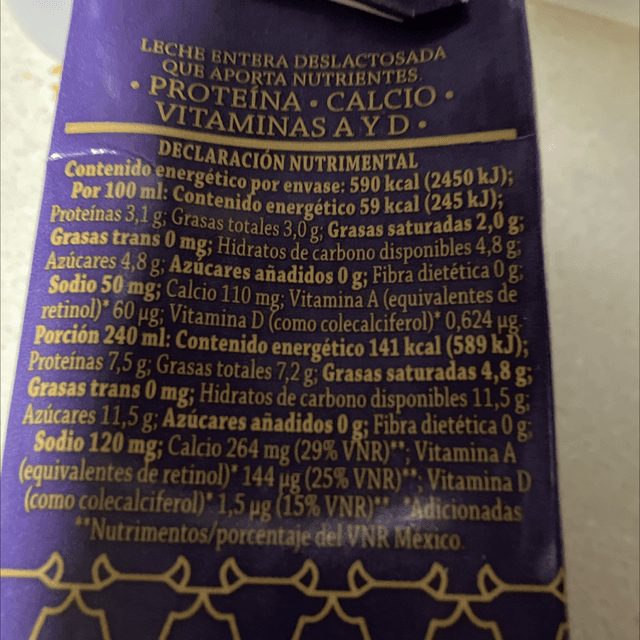 LECHE ENTERA DESLACTOSADA
QUE APORTA NUTRIENTES
• PROTEÍNA • CALCIO •
VITAMINAS A Y D •
DECLARACIÓN NUTRIMENTAL
Contenido energético por envase: 590 kcal (2450 kJ);
Por 100 ml: Contenido energético 59 kcal (245 kJ);
Proteínas 3,1 g; Grasas totales 3,0 g; Grasas saturadas 2,0 g;
Grasas trans 0 mg; Hidratos de carbono disponibles 4,8 g;
Azúcares 4,8 g; Azúcares añadidos 0 g; Fibra dietética 0 g;
Sodio 50 mg; Calcio 110 mg; Vitamina A (equivalentes de
retinol)* 60 µg; Vitamina D (como colecalciferol)* 0,624 µg.
Porción 240 ml: Contenido energético 141 kcal (589 kJ);
Proteínas 7,5 g; Grasas totales 7,2 g; Grasas saturadas 4,8 g;
Grasas trans 0 mg; Hidratos de carbono disponibles 11,5 g;
Azúcares 11,5 g; Azúcares añadidos 0 g; Fibra dietética 0 g;
Sodio 120 mg; Calcio 264 mg (29% VNR)**; Vitamina A
(equivalentes de retinol)* 144 µg (25% VNR)**; Vitamina D
(como colecalciferol)* 1,5 µg (15% VNR)** *Adicionadas
**Nutrimentos/porcentaje del VNR México.